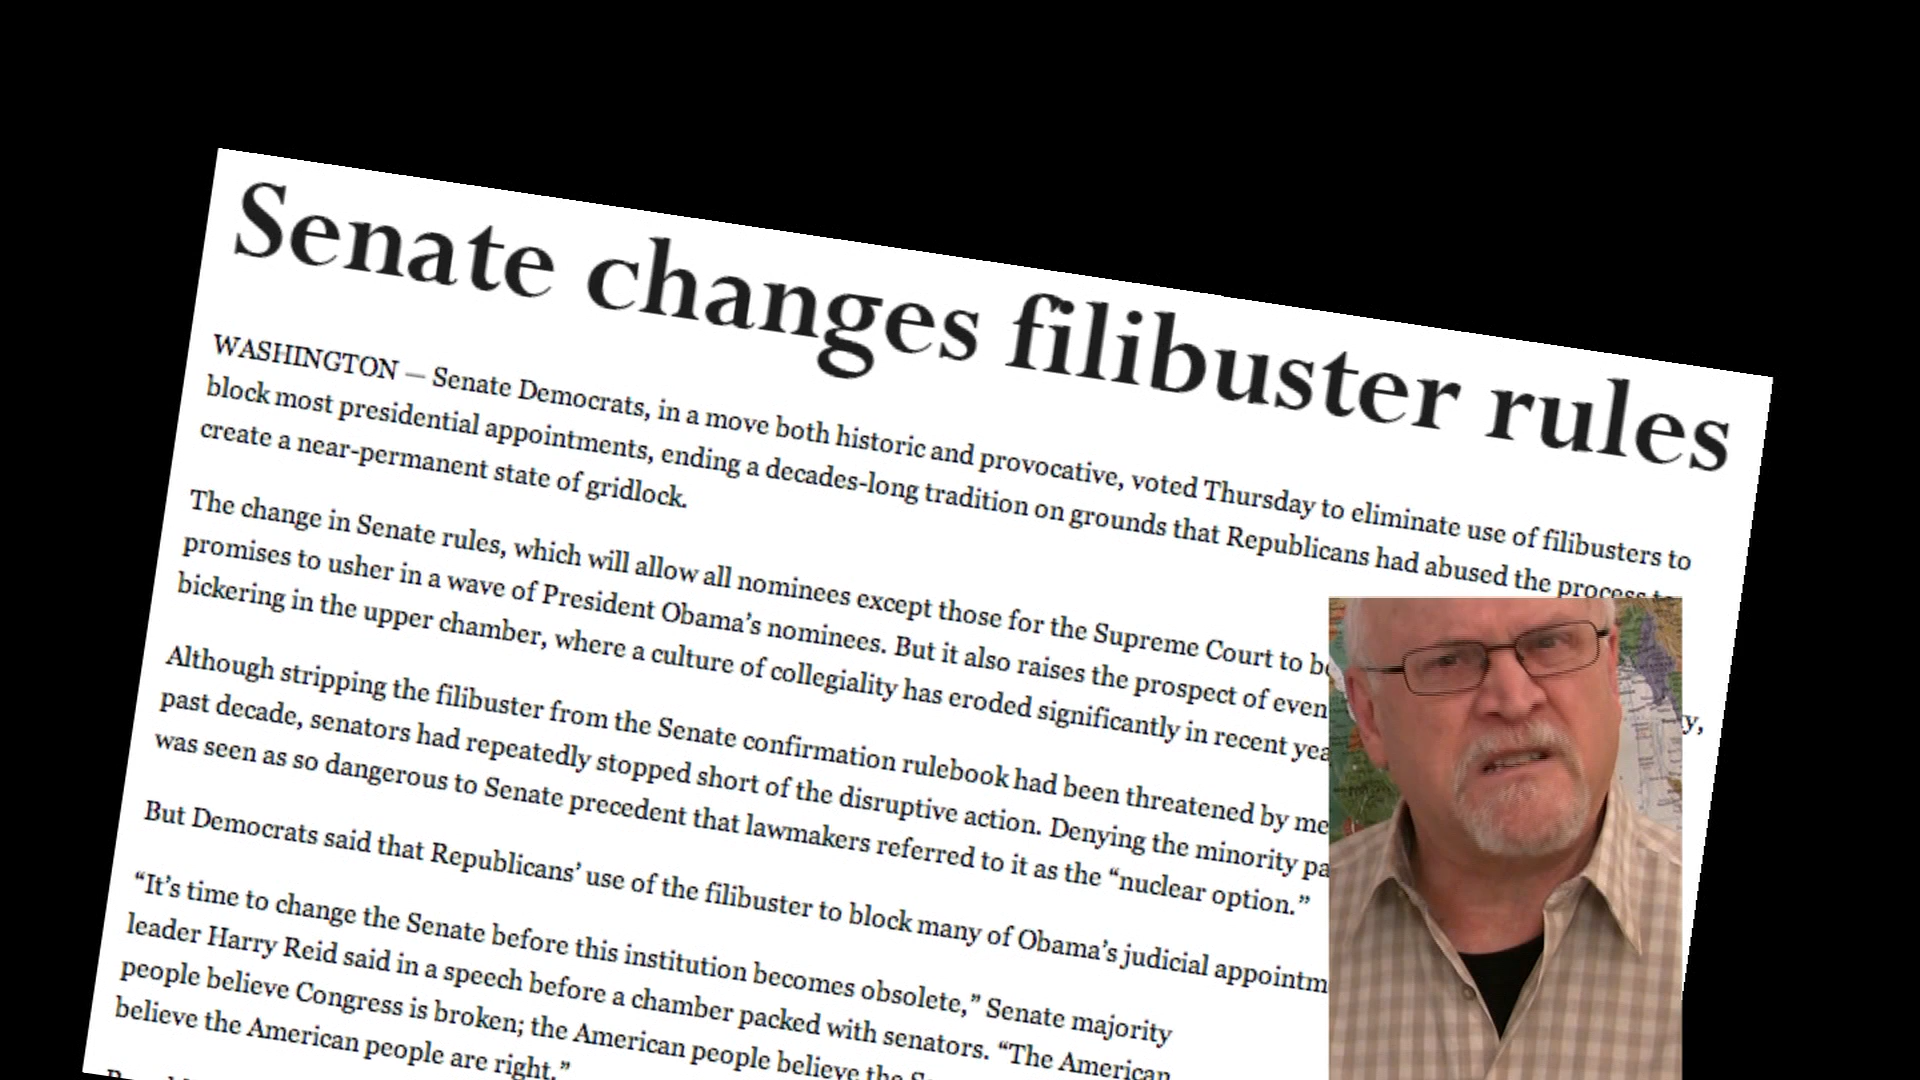 Senate changes filibuster rules
WASHINGTON — Senate Democrats, in a move both historic and provocative, voted Thursday to eliminate use of filibusters to
block most presidential appointments, ending a decades-long tradition on grounds that Republicans had abused the process to
create a near-permanent state of gridlock.
The change in Senate rules, which will allow all nominees except those for the Supreme Court to
promises to usher in a wave of President Obama’s nominees. But it also raises the prospect of even
bickering in the upper chamber, where a culture of collegiality has eroded significantly in recent
Although stripping the filibuster from the Senate confirmation rulebook had been threatened by
past decade, senators had repeatedly stopped short of the disruptive action. Denying the minority
was seen as so dangerous to Senate precedent that lawmakers referred to it as the “nuclear option.”
But Democrats said that Republicans’ use of the filibuster to block many of Obama’s judicial
“It’s time to change the Senate before this institution becomes obsolete,” Senate majority
leader Harry Reid said in a speech before a chamber packed with senators. “The American
people believe Congress is broken; the American people believe the
believe the American people are right.”